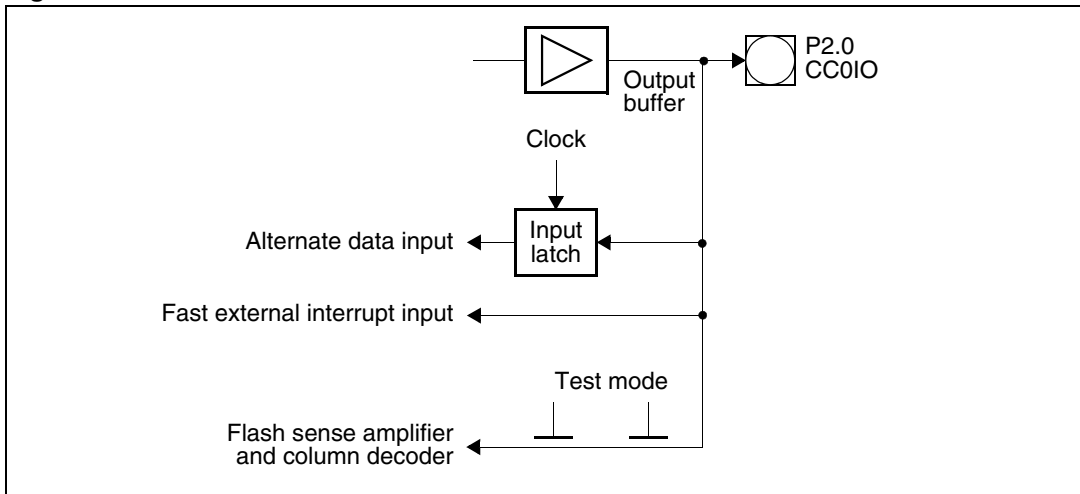 P2.0
CC0IO
Output
buffer
Clock
Input
latch
Alternate data input
Fast external interrupt input
Test mode
Flash sense amplifier
and column decoder